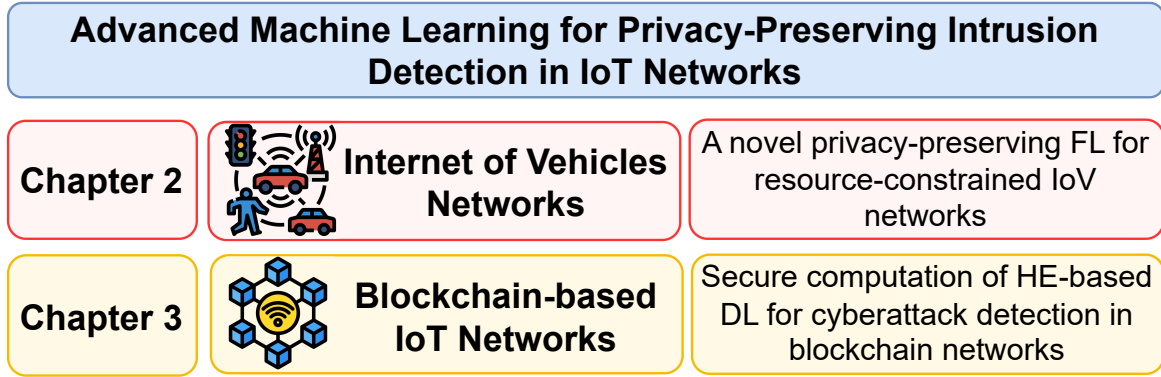 Advanced Machine Learning for Privacy-Preserving Intrusion
Detection in IoT Networks
Chapter 2
Internet of Vehicles
Networks
A novel privacy-preserving FL for
resource-constrained IoV
networks
Chapter 3
Blockchain-based
IoT Networks
Secure computation of HE-based
DL for cyberattack detection in
blockchain networks